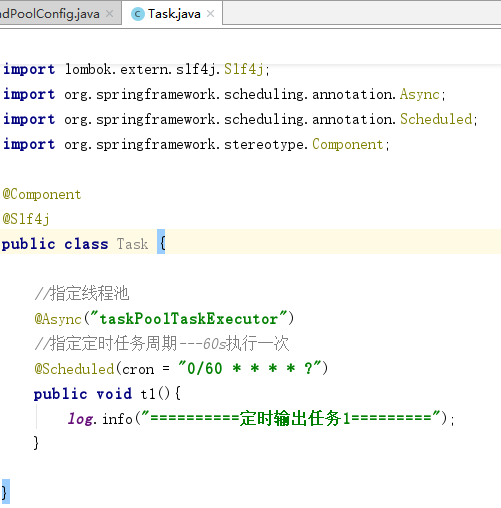 adPoolConfig.java × Task.java ×
import lombok.extern.slf4j.Slf4j;
import org.springframework.scheduling.annotation.Async;
import org.springframework.scheduling.annotation.Scheduled;
import org.springframework.stereotype.Component;
@Component
@Slf4j
public class Task {
//指定线程池
@Async("taskPoolTaskExecutor")
//指定定时任务周期---60s执行一次
@Scheduled(cron = "0/60 * * * * ?")
public void t1(){
log.info("==========定时输出任务1=========");
}
}